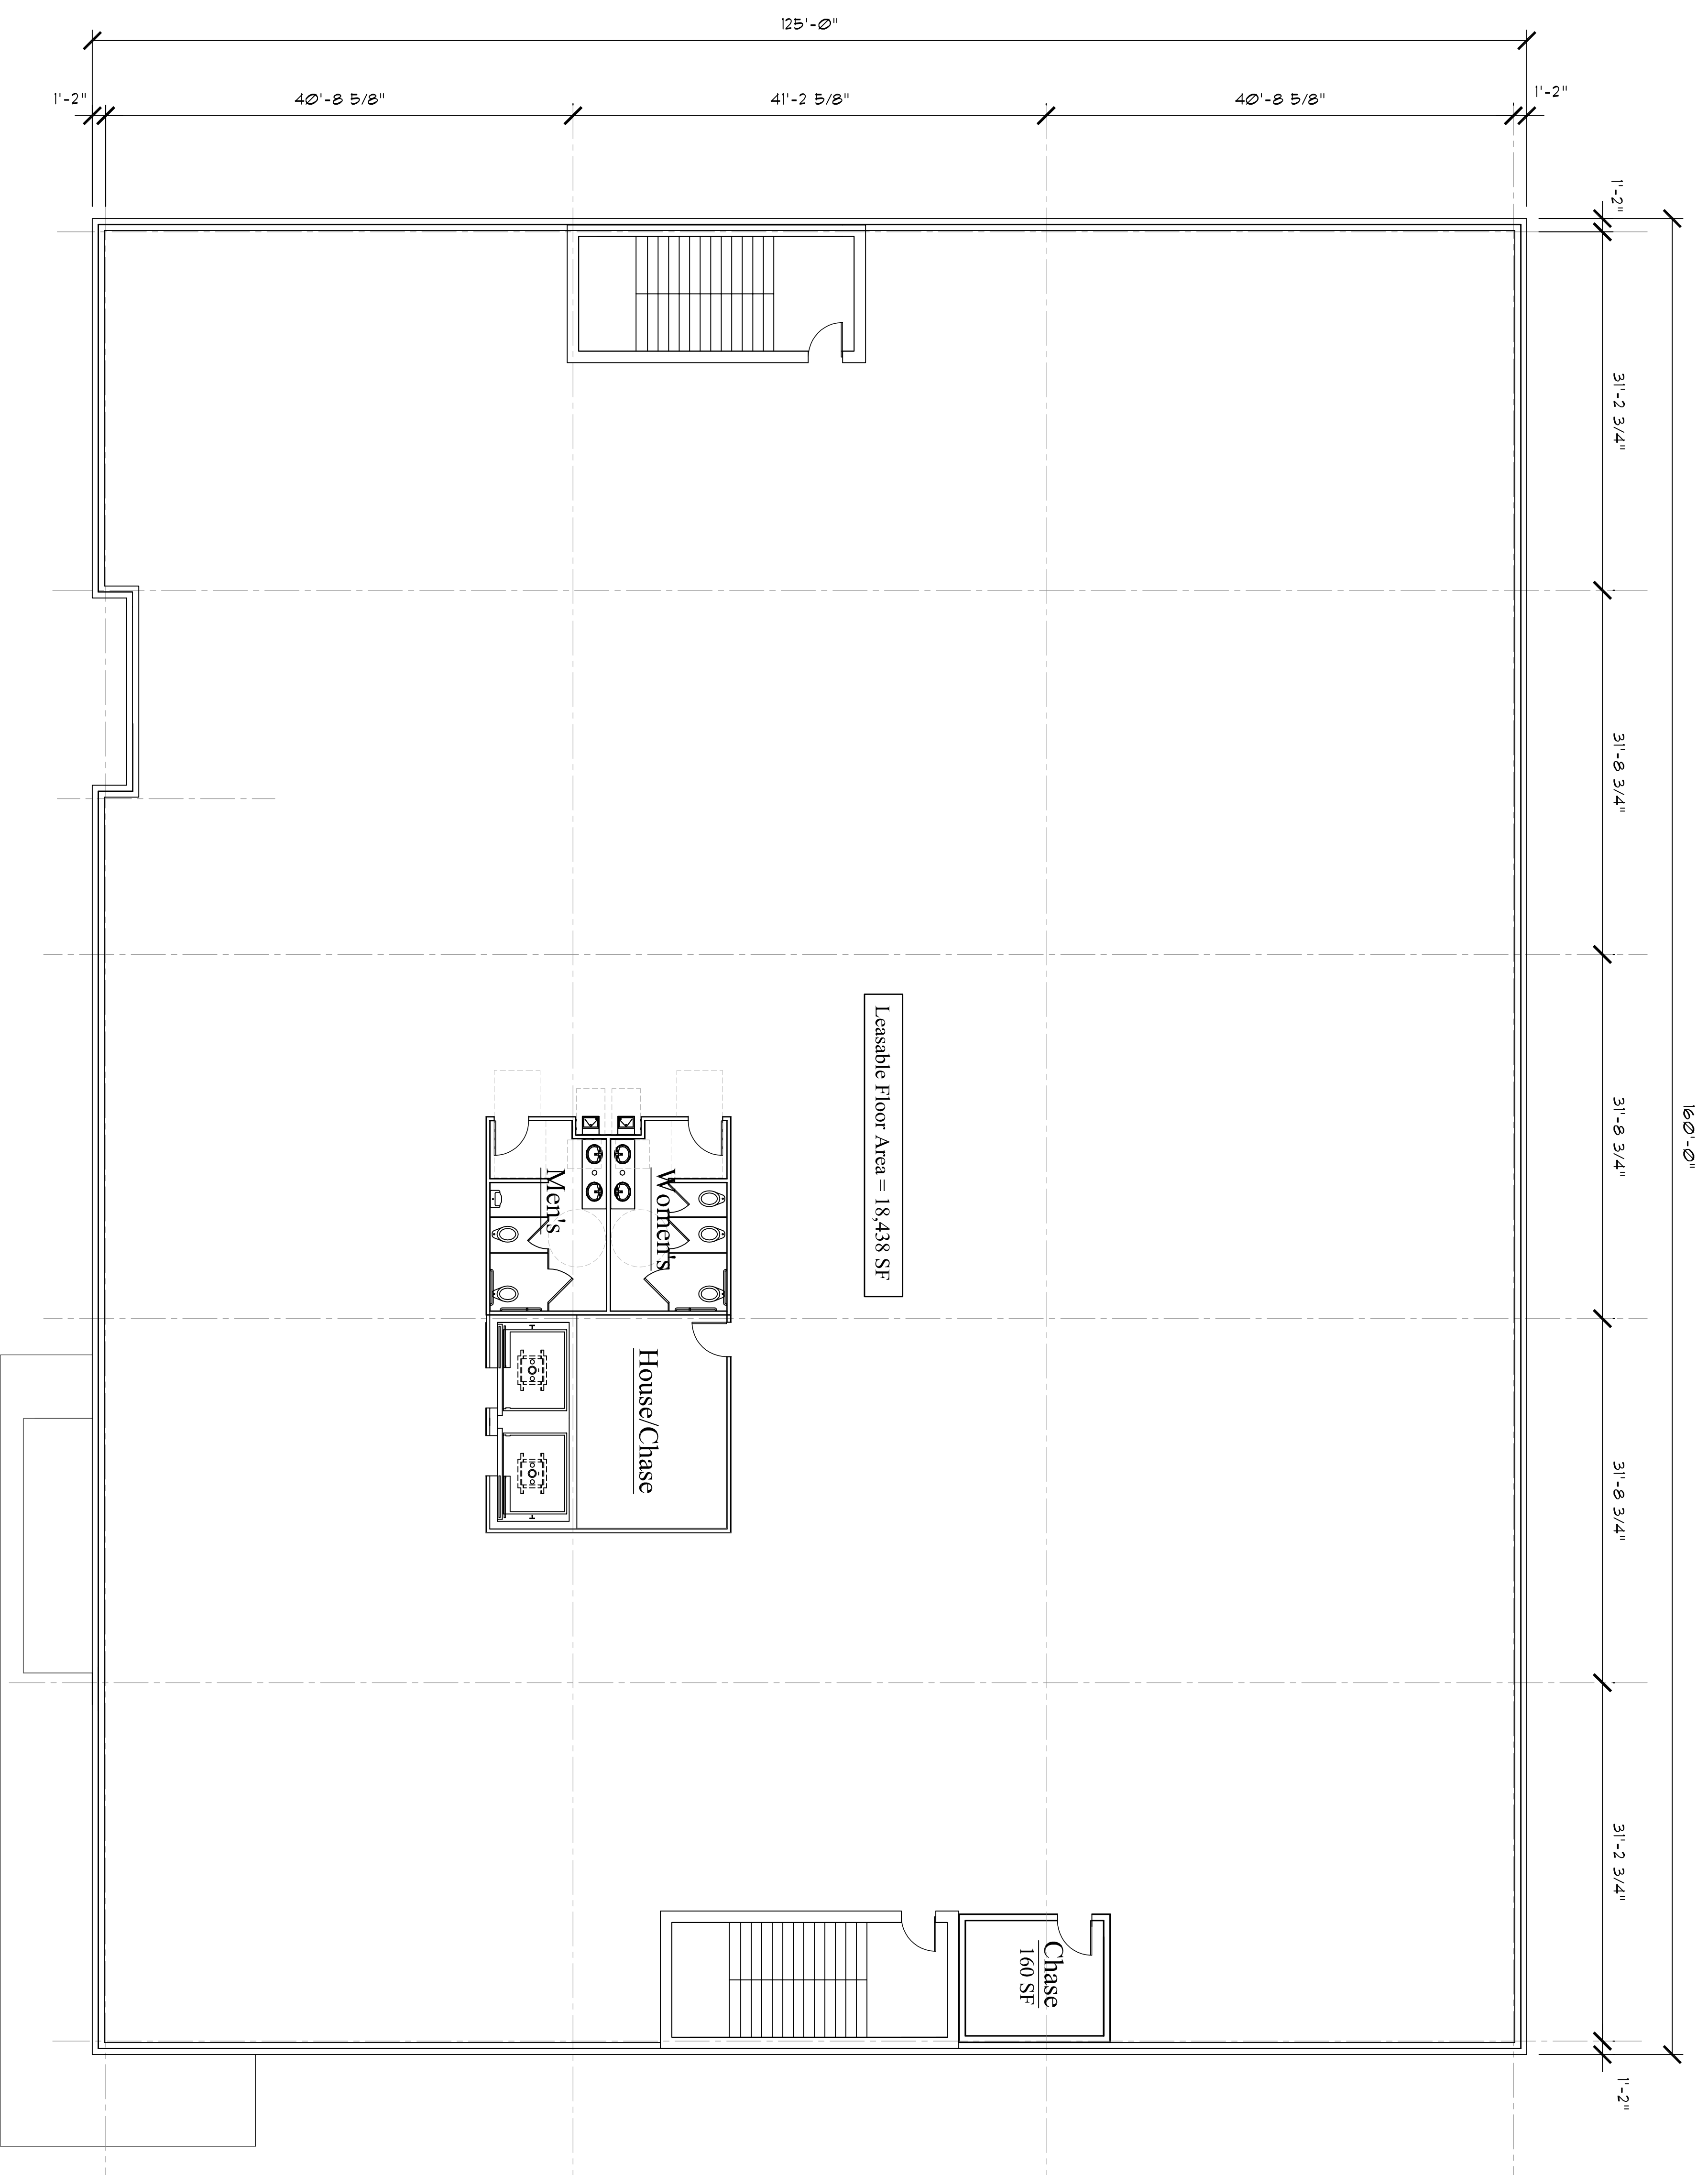 125'-0"
1'-2"
40'-8 5/8"
41'-2 5/8"
40'-8 5/8"
1'-2"
1'-2"
31'-2 3/4"
31'-8 3/4"
31'-8 3/4"
31'-8 3/4"
31'-2 3/4"
1'-2"
160'-0"
Leasable Floor Area = 18,438 SF
Women's
Men's
House/Chase
Chase
160 SF